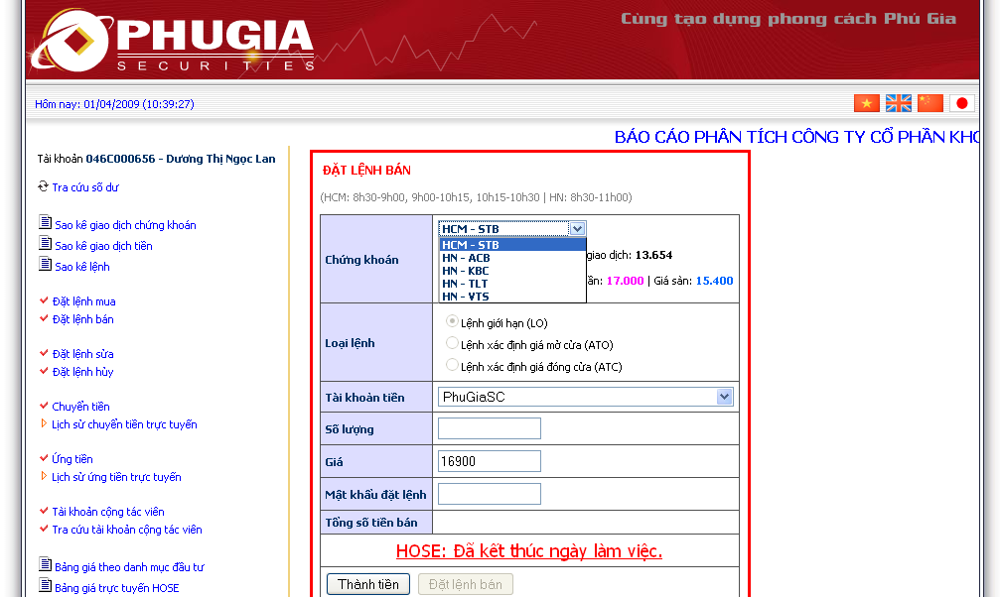 PHUGIA
SECURITIES
Cùng tạo dựng phong cách Phú Gia
Hôm nay: 01/04/2009 (10:39:27)
BÁO CÁO PHÂN TÍCH CÔNG TY CỔ PHẦN KHO
Tài khoản 046C000656 - Dương Thị Ngọc Lan
Tra cứu số dư
Sao kê giao dịch chứng khoán
Sao kê giao dịch tiền
Sao kê lệnh
Đặt lệnh mua
Đặt lệnh bán
Đặt lệnh sửa
Đặt lệnh hủy
Chuyển tiền
Lịch sử chuyển tiền trực tuyến
Ứng tiền
Lịch sử ứng tiền trực tuyến
Tài khoản cộng tác viên
Tra cứu tài khoản cộng tác viên
Bảng giá theo danh mục đầu tư
Bảng giá trực tuyến HOSE
ĐẶT LỆNH BÁN
(HCM: 8h30-9h00, 9h00-10h15, 10h15-10h30 | HN: 8h30-11h00)
Chứng khoán
HCM - STB
HCM - STB
HN - ACB
HN - KBC
HN - TLT
HN - VTS
giao dịch: 13.654
ần: 17.000 | Giá sàn: 15.400
Loại lệnh
Lệnh giới hạn (LO)
Lệnh xác định giá mở cửa (ATO)
Lệnh xác định giá đóng cửa (ATC)
Tài khoản tiền
PhuGiaSC
Số lượng
Giá
16900
Mật khẩu đặt lệnh
Tổng số tiền bán
HOSE: Đã kết thúc ngày làm việc.
Thành tiền
Đặt lệnh bán